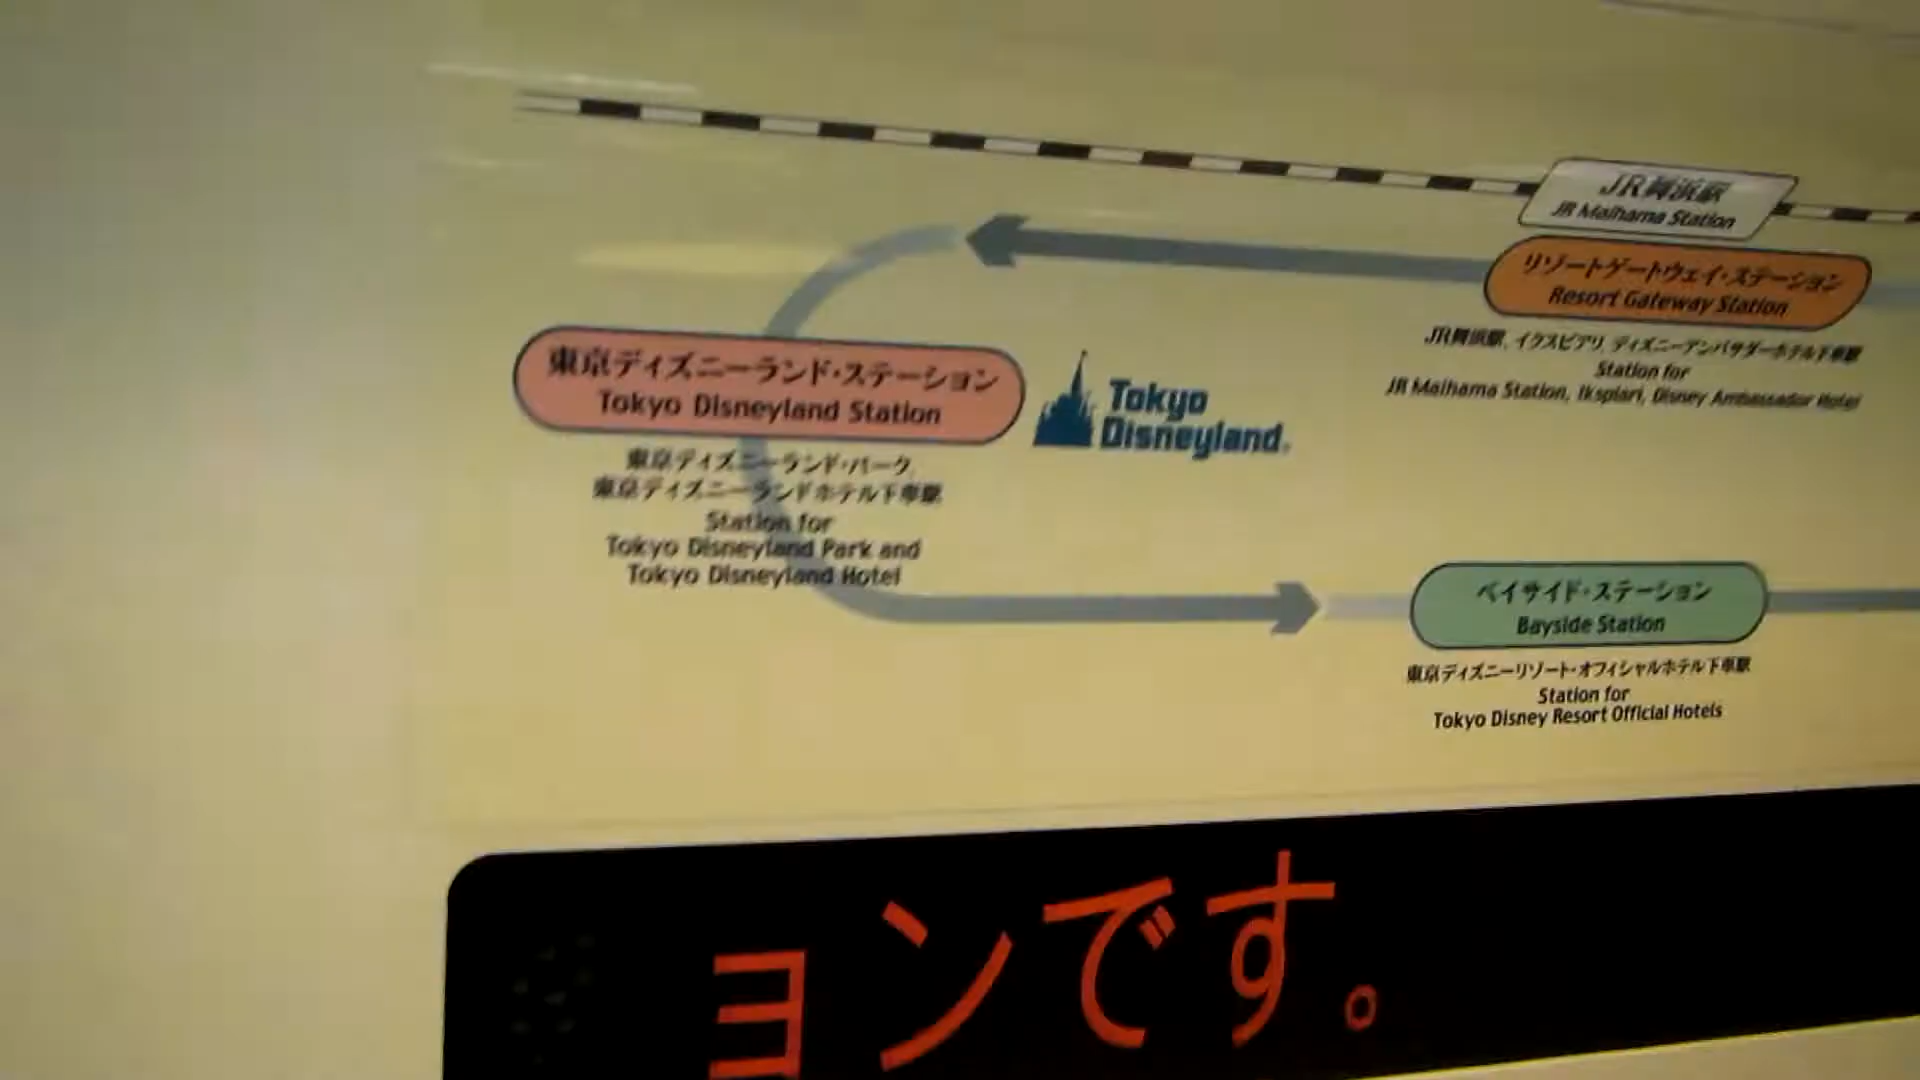 JR舞浜駅
JR Maihama Station
リゾートゲートウェイ・ステーション
Resort Gateway Station
JR舞浜駅、イクスピアリ、ディズニーアンバサダーホテル下車駅
Station for
JR Maihama Station, Ikspiari, Disney Ambassador Hotel
東京ディズニーランド・ステーション
Tokyo Disneyland Station
東京ディズニーランド・パーク、
東京ディズニーランドホテル下車駅
Station for
Tokyo Disneyland Park and
Tokyo Disneyland Hotel
Tokyo
Disneyland®
ベイサイド・ステーション
Bayside Station
東京ディズニーリゾート・オフィシャルホテル下車駅
Station for
Tokyo Disney Resort Official Hotels
ョンです。